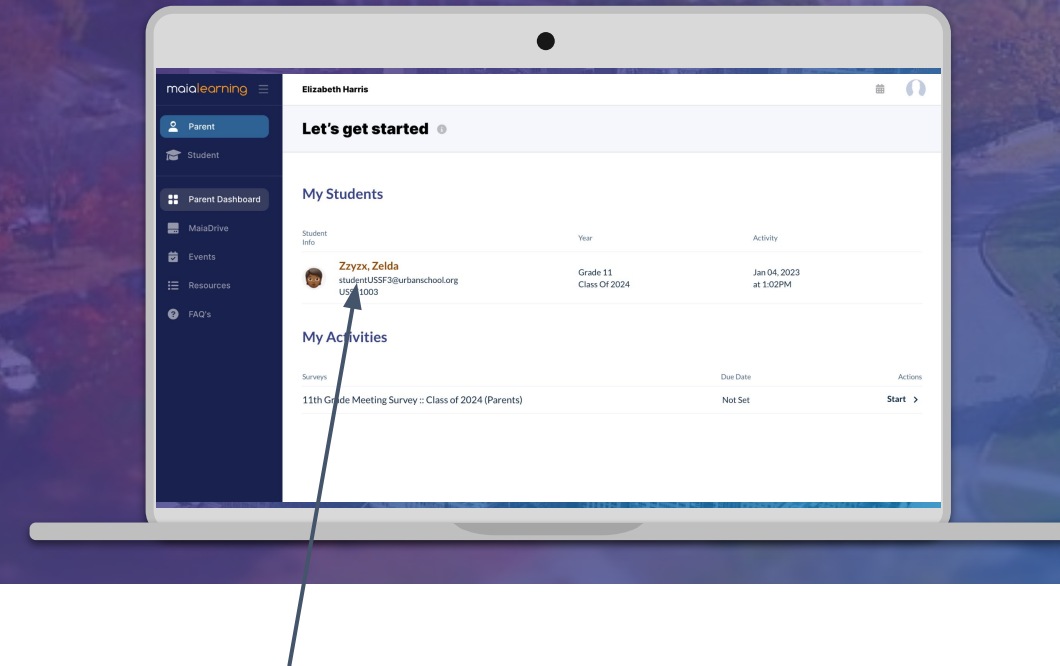 maialearning
Elizabeth Harris
Parent
Let's get started
Student
Parent Dashboard
MaiaDrive
Events
Resources
FAQ's
My Students
Student
Info
Year
Activity
Zzyzx, Zelda
studentUSSF3@urbanschool.org
Grade 11
Class Of 2024
Jan 04, 2023
at 1:02PM
My Activities
Surveys
Due Date
Actions
11th Grade Meeting Survey :: Class of 2024 (Parents)
Not Set
Start